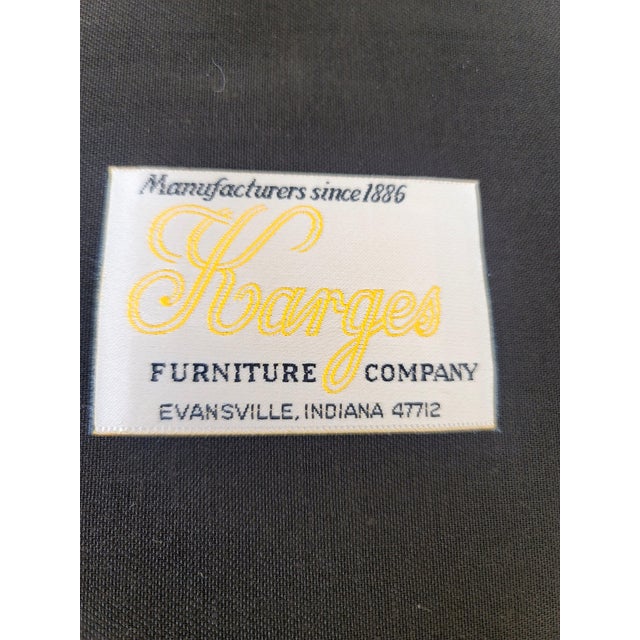 Manufacturers since 1886
Karges
FURNITURE COMPANY
EVANSVILLE, INDIANA 47712